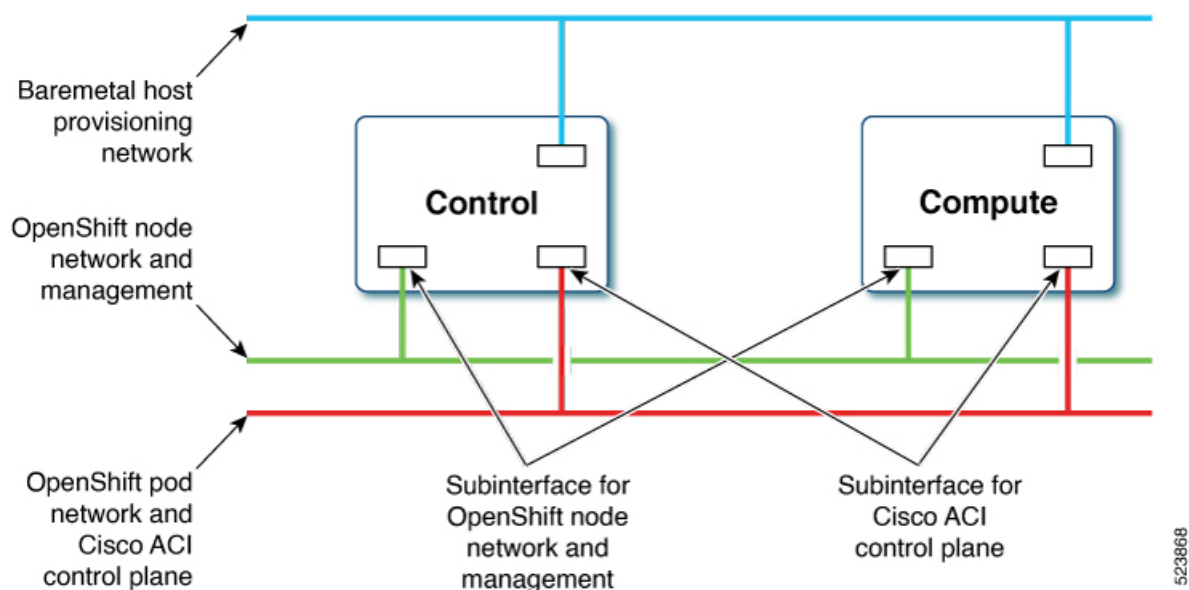 Baremetal host
provisioning
network
Control
Compute
OpenShift node
network and
management
OpenShift pod
network and
Cisco ACI
control plane
Subinterface for
OpenShift node
network and
management
Subinterface for
Cisco ACI
control plane
523868